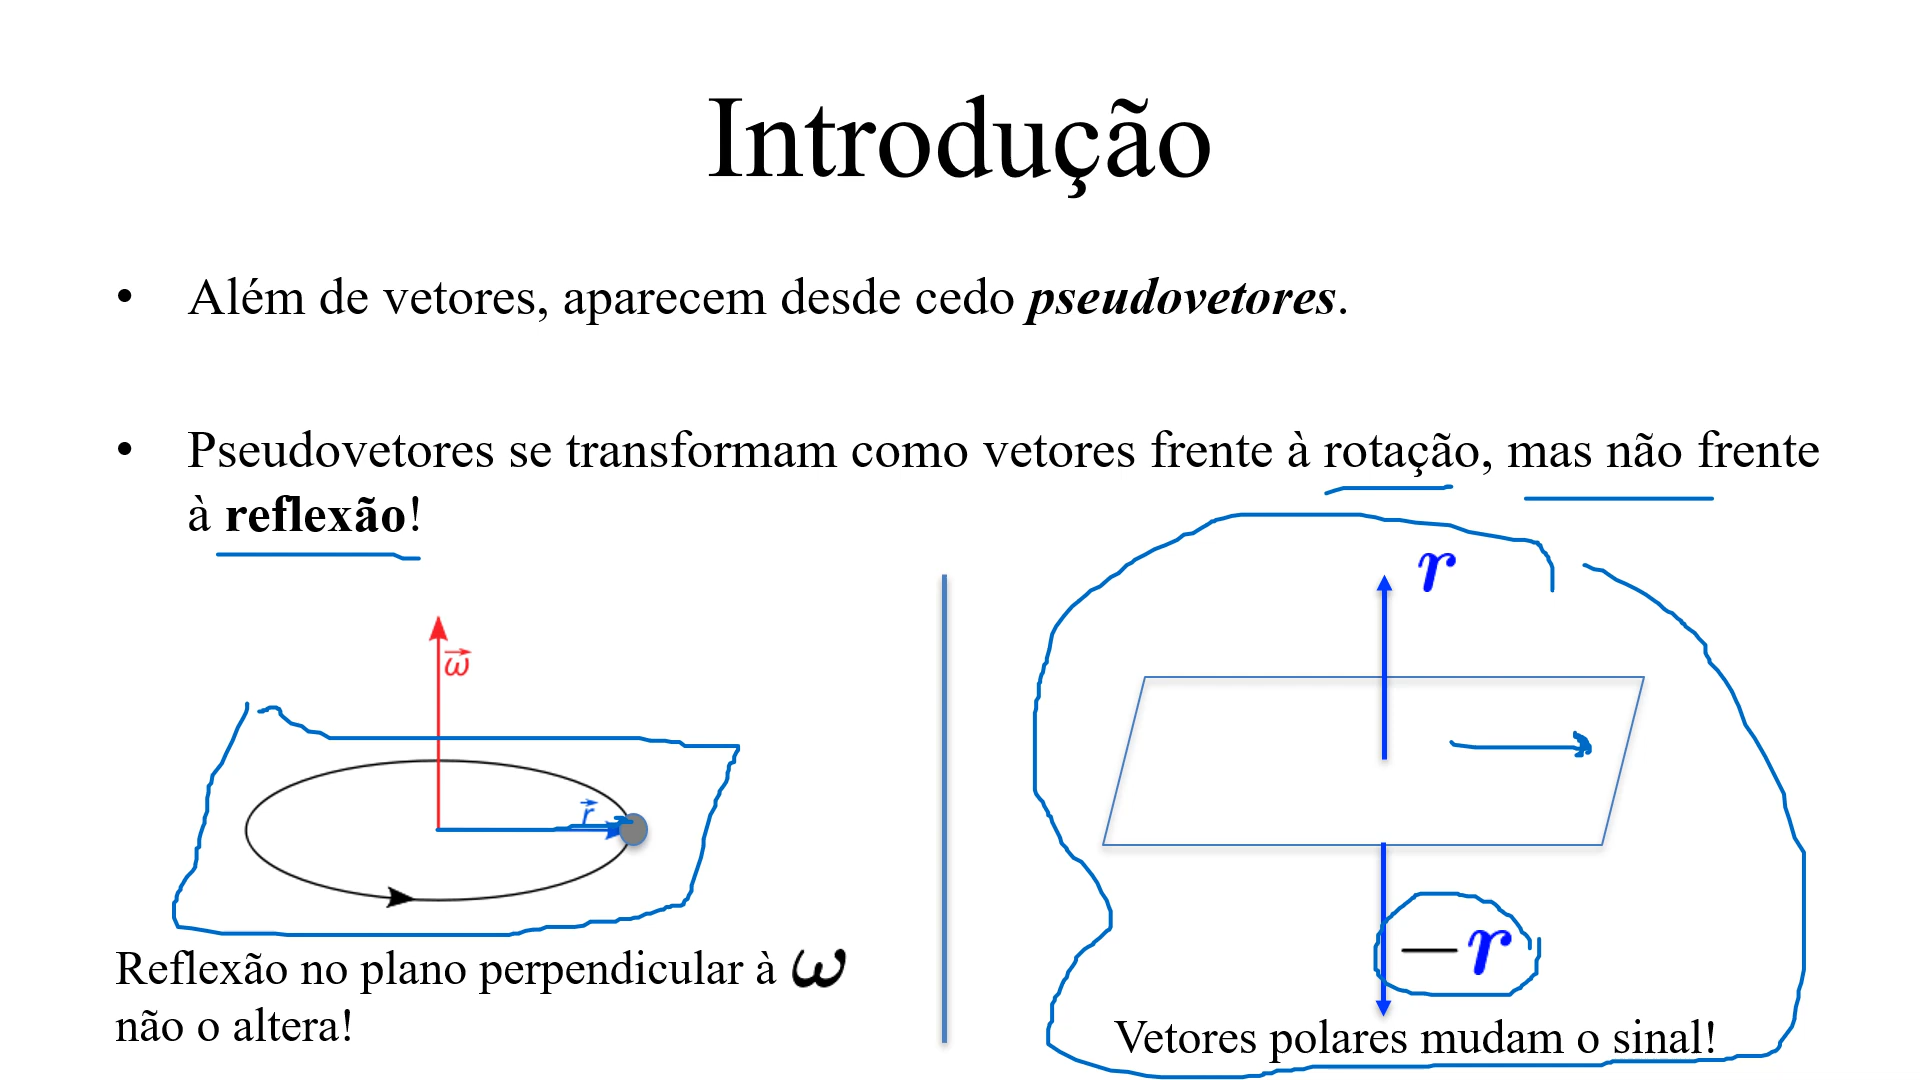 Introdução
• Além de vetores, aparecem desde cedo pseudovetores.
• Pseudovetores se transformam como vetores frente à rotação, mas não frente
à reflexão!
r
ω⃗
r⃗
−r
Reflexão no plano perpendicular à ω
não o altera!
Vetores polares mudam o sinal!